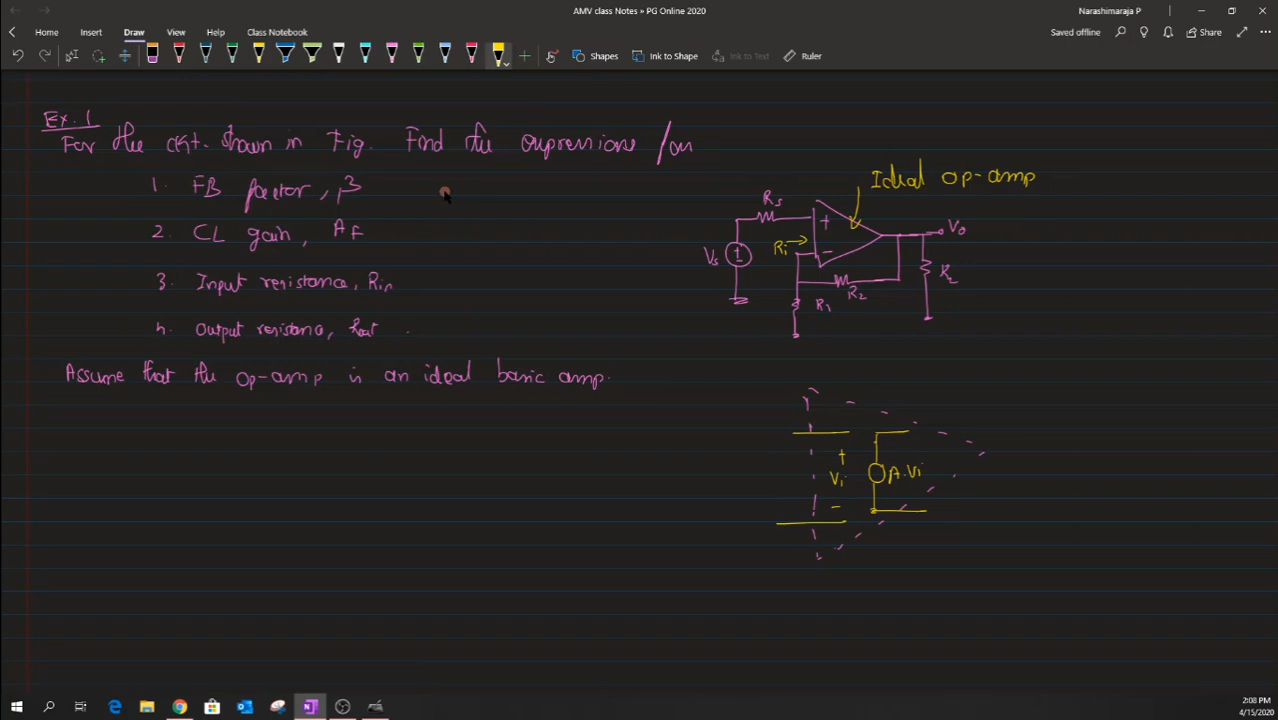 AMV class Notes » PG Online 2020
Narashimaraja P
Home Insert Draw View Help Class Notebook
Saved offline
Share
Shapes
Ink to Shape
Ink to Text
Ruler
Ex. 1
For the ckt. shown in Fig. Find the expressions /on
1. FB factor, β
2. CL gain, Af
3. Input resistance, Rin
4. Output resistance, Rout
Assume that the op-amp is an ideal basic amp.
Ideal op-amp
Rs
+
Vo
Vs
Ri
-
RL
R2
R1
+
Vi
A.Vi
-
2:08 PM
4/15/2020